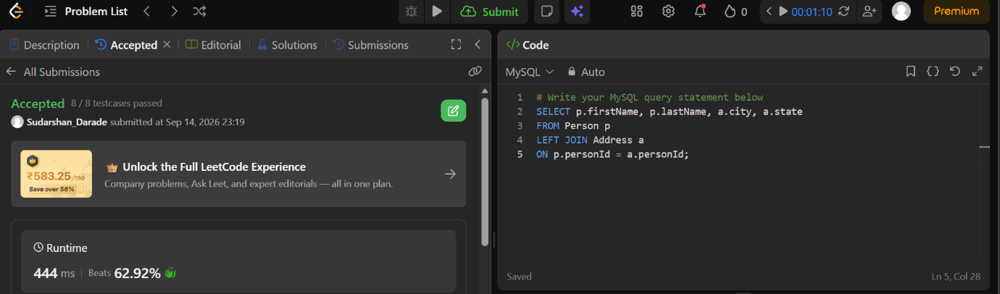 Problem List
Submit
0
00:01:10
Premium
Description
Accepted
Editorial
Solutions
Submissions
All Submissions
Accepted 8 / 8 testcases passed
Sudarshan_Darade submitted at Sep 14, 2026 23:19
₹583.25/mo
Save over 56%
Unlock the Full LeetCode Experience
Company problems, Ask Leet, and expert editorials — all in one plan.
Runtime
444 ms Beats 62.92%
</> Code
MySQL Auto
1 # Write your MySQL query statement below
2 SELECT p.firstName, p.lastName, a.city, a.state
3 FROM Person p
4 LEFT JOIN Address a
5 ON p.personId = a.personId;
Saved
Ln 5, Col 28